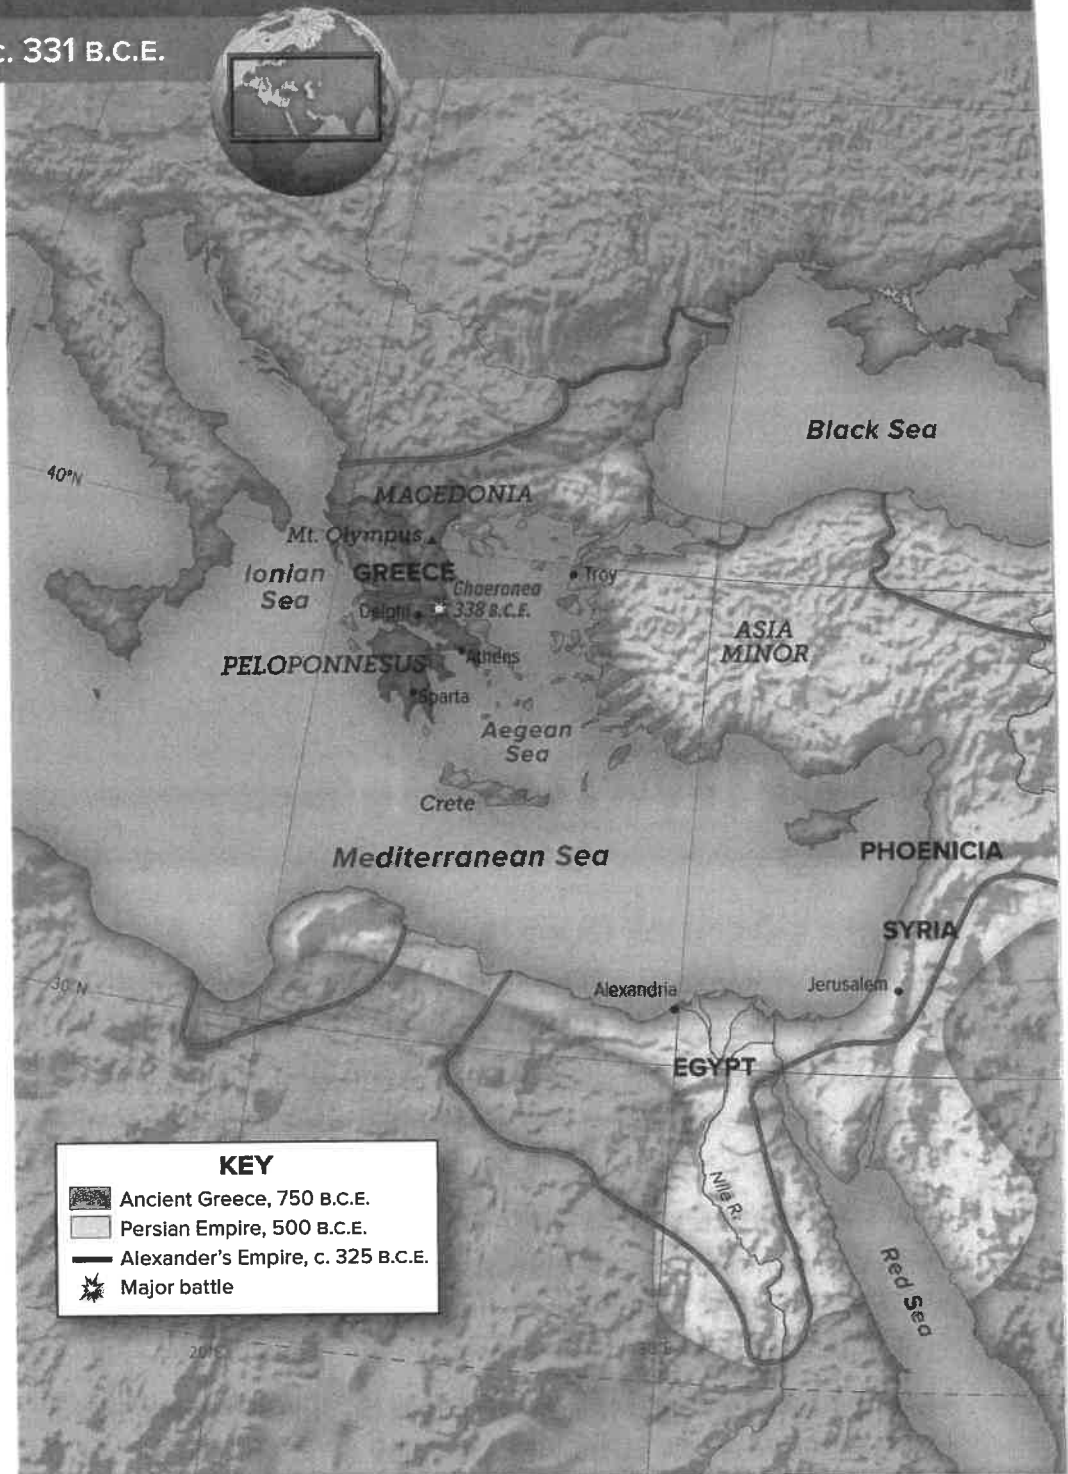 c. 331 B.C.E.
Black Sea
40°N
MACEDONIA
Mt. Olympus
Ionian
Sea
GREECE
Troy
Chaeronea
338 B.C.E.
Delphi
ASIA
MINOR
PELOPONNESUS
Athens
Sparta
Aegean
Sea
Crete
Mediterranean Sea
PHOENICIA
SYRIA
30°N
Alexandria
Jerusalem
EGYPT
Nile R.
Red Sea
KEY
Ancient Greece, 750 B.C.E.
Persian Empire, 500 B.C.E.
Alexander's Empire, c. 325 B.C.E.
Major battle